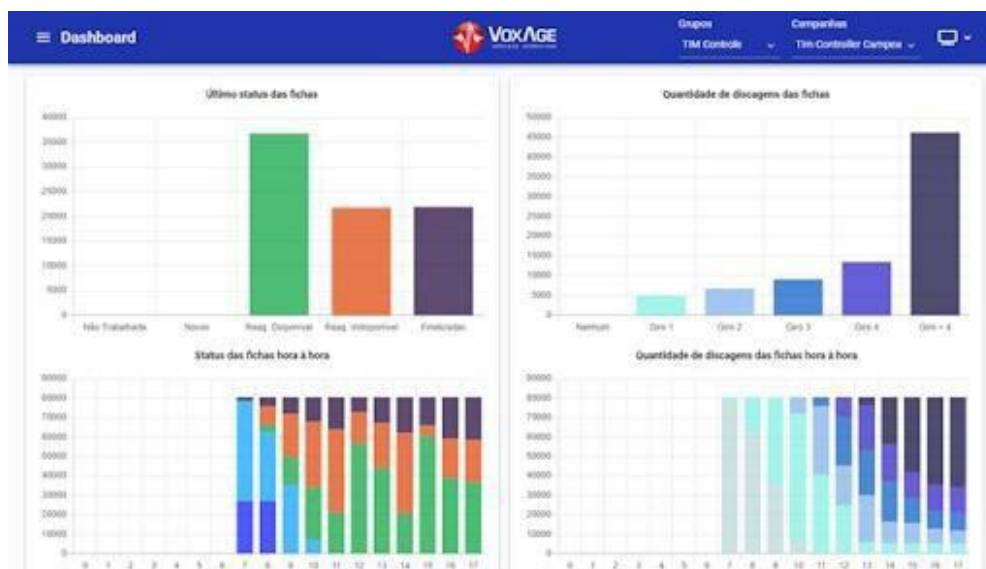 Dashboard
VOXAGE
Grupos
TIM Controle
Campanhas
Tim Controller Campea
Último status das fichas
40000
35000
30000
25000
20000
15000
10000
5000
0
Não Trabalhada Novas Reag. Disponível Reag. Indisponível Finalizadas
Quantidade de discagens das fichas
50000
45000
40000
35000
30000
25000
20000
15000
10000
5000
0
Nenhum Giro 1 Giro 2 Giro 3 Giro 4 Giro > 4
Status das fichas hora à hora
90000
80000
70000
60000
50000
40000
30000
20000
10000
0
0 1 2 3 4 5 6 7 8 9 10 11 12 13 14 15 16 17
Quantidade de discagens das fichas hora à hora
90000
80000
70000
60000
50000
40000
30000
20000
10000
0
0 1 2 3 4 5 6 7 8 9 10 11 12 13 14 15 16 17